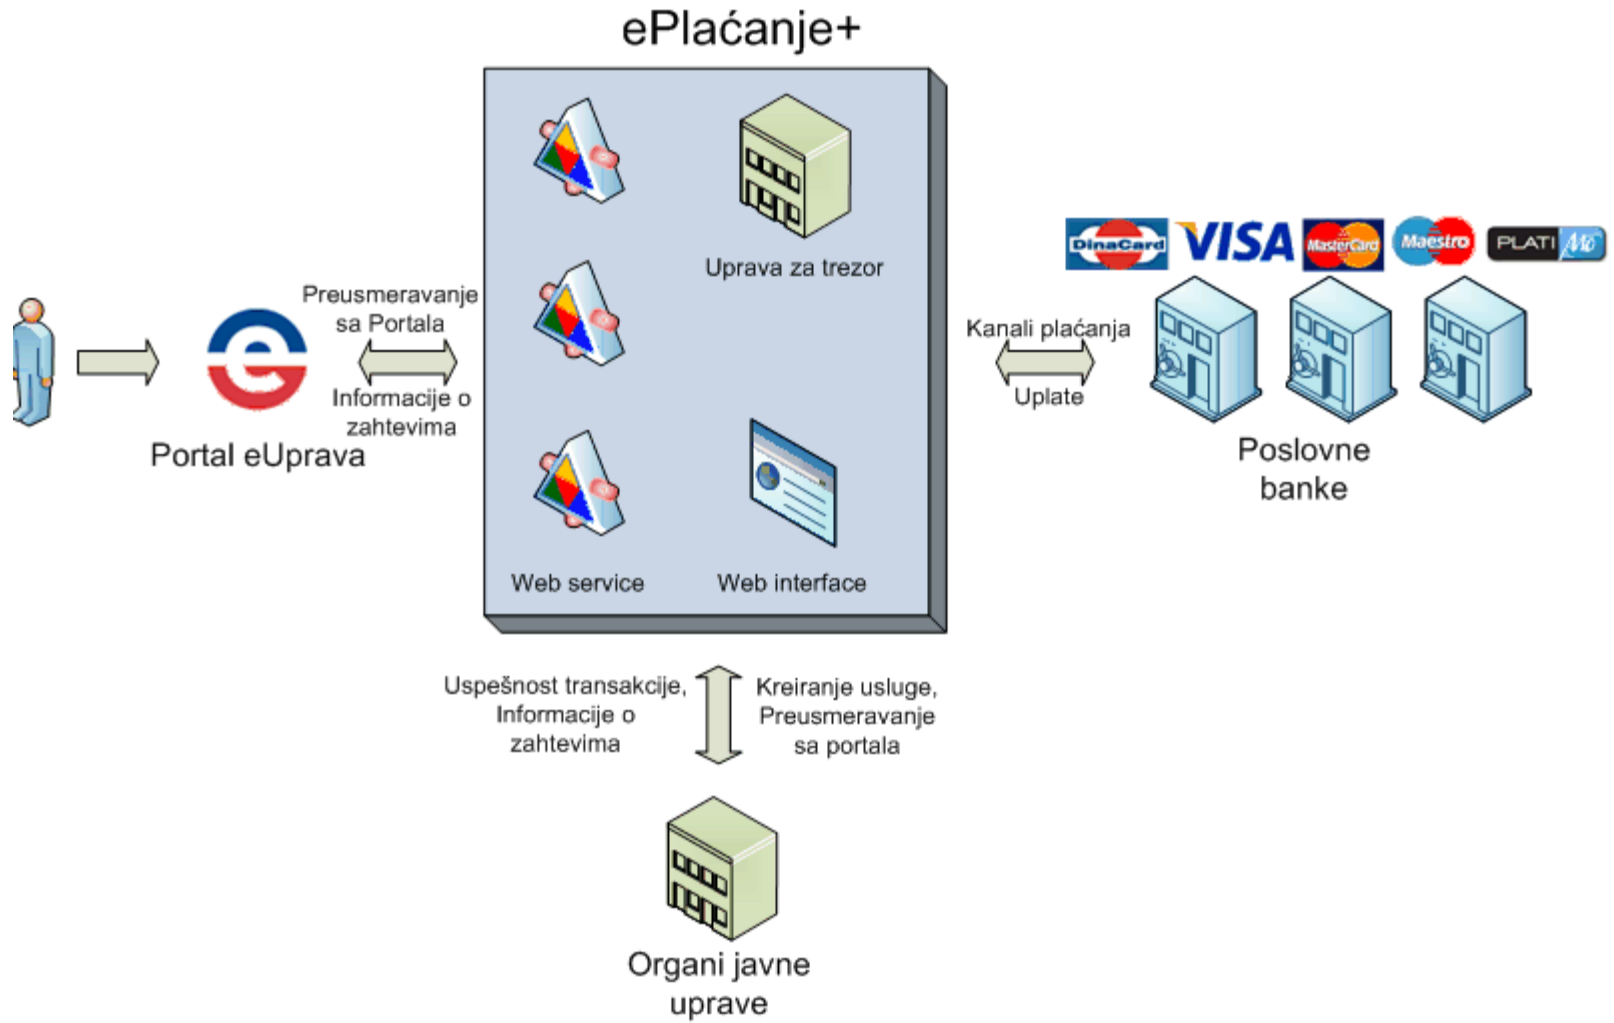 ePlaćanje+
Uprava za trezor
DinaCard
VISA
MasterCard
Maestro
PLATI Mo
Preusmeravanje
sa Portala
Informacije o
zahtevima
Portal eUprava
Kanali plaćanja
Uplate
Poslovne
banke
Web service
Web interface
Uspešnost transakcije,
Informacije o
zahtevima
Kreiranje usluge,
Preusmeravanje
sa portala
Organi javne
uprave